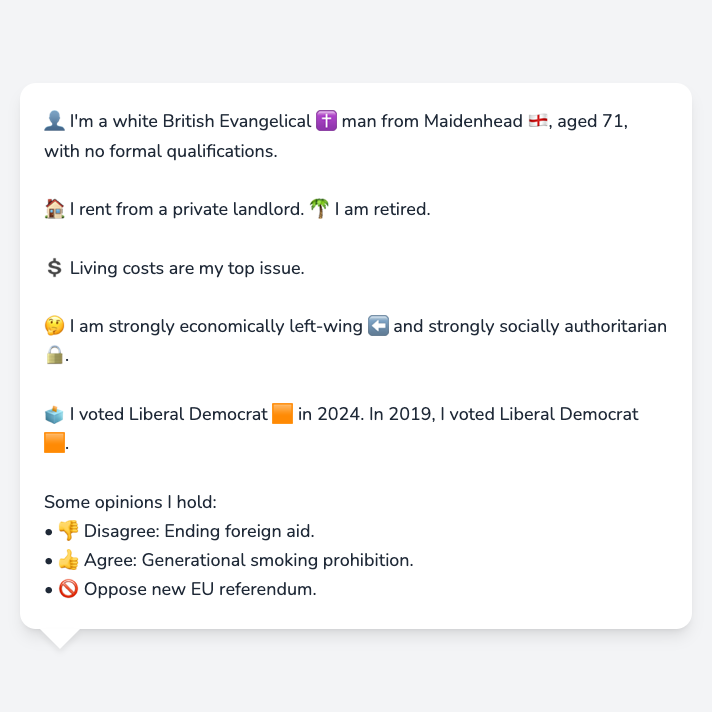 👤 I'm a white British Evangelical ✝️ man from Maidenhead 🏴󠁧󠁢󠁥󠁮󠁧󠁿, aged 71,
with no formal qualifications.
🏠 I rent from a private landlord. 🌴 I am retired.
💲 Living costs are my top issue.
🤔 I am strongly economically left-wing ⬅️ and strongly socially authoritarian
🔒.
🗳️ I voted Liberal Democrat 🟧 in 2024. In 2019, I voted Liberal Democrat
🟧.
Some opinions I hold:
• 👎 Disagree: Ending foreign aid.
• 👍 Agree: Generational smoking prohibition.
• 🚫 Oppose new EU referendum.